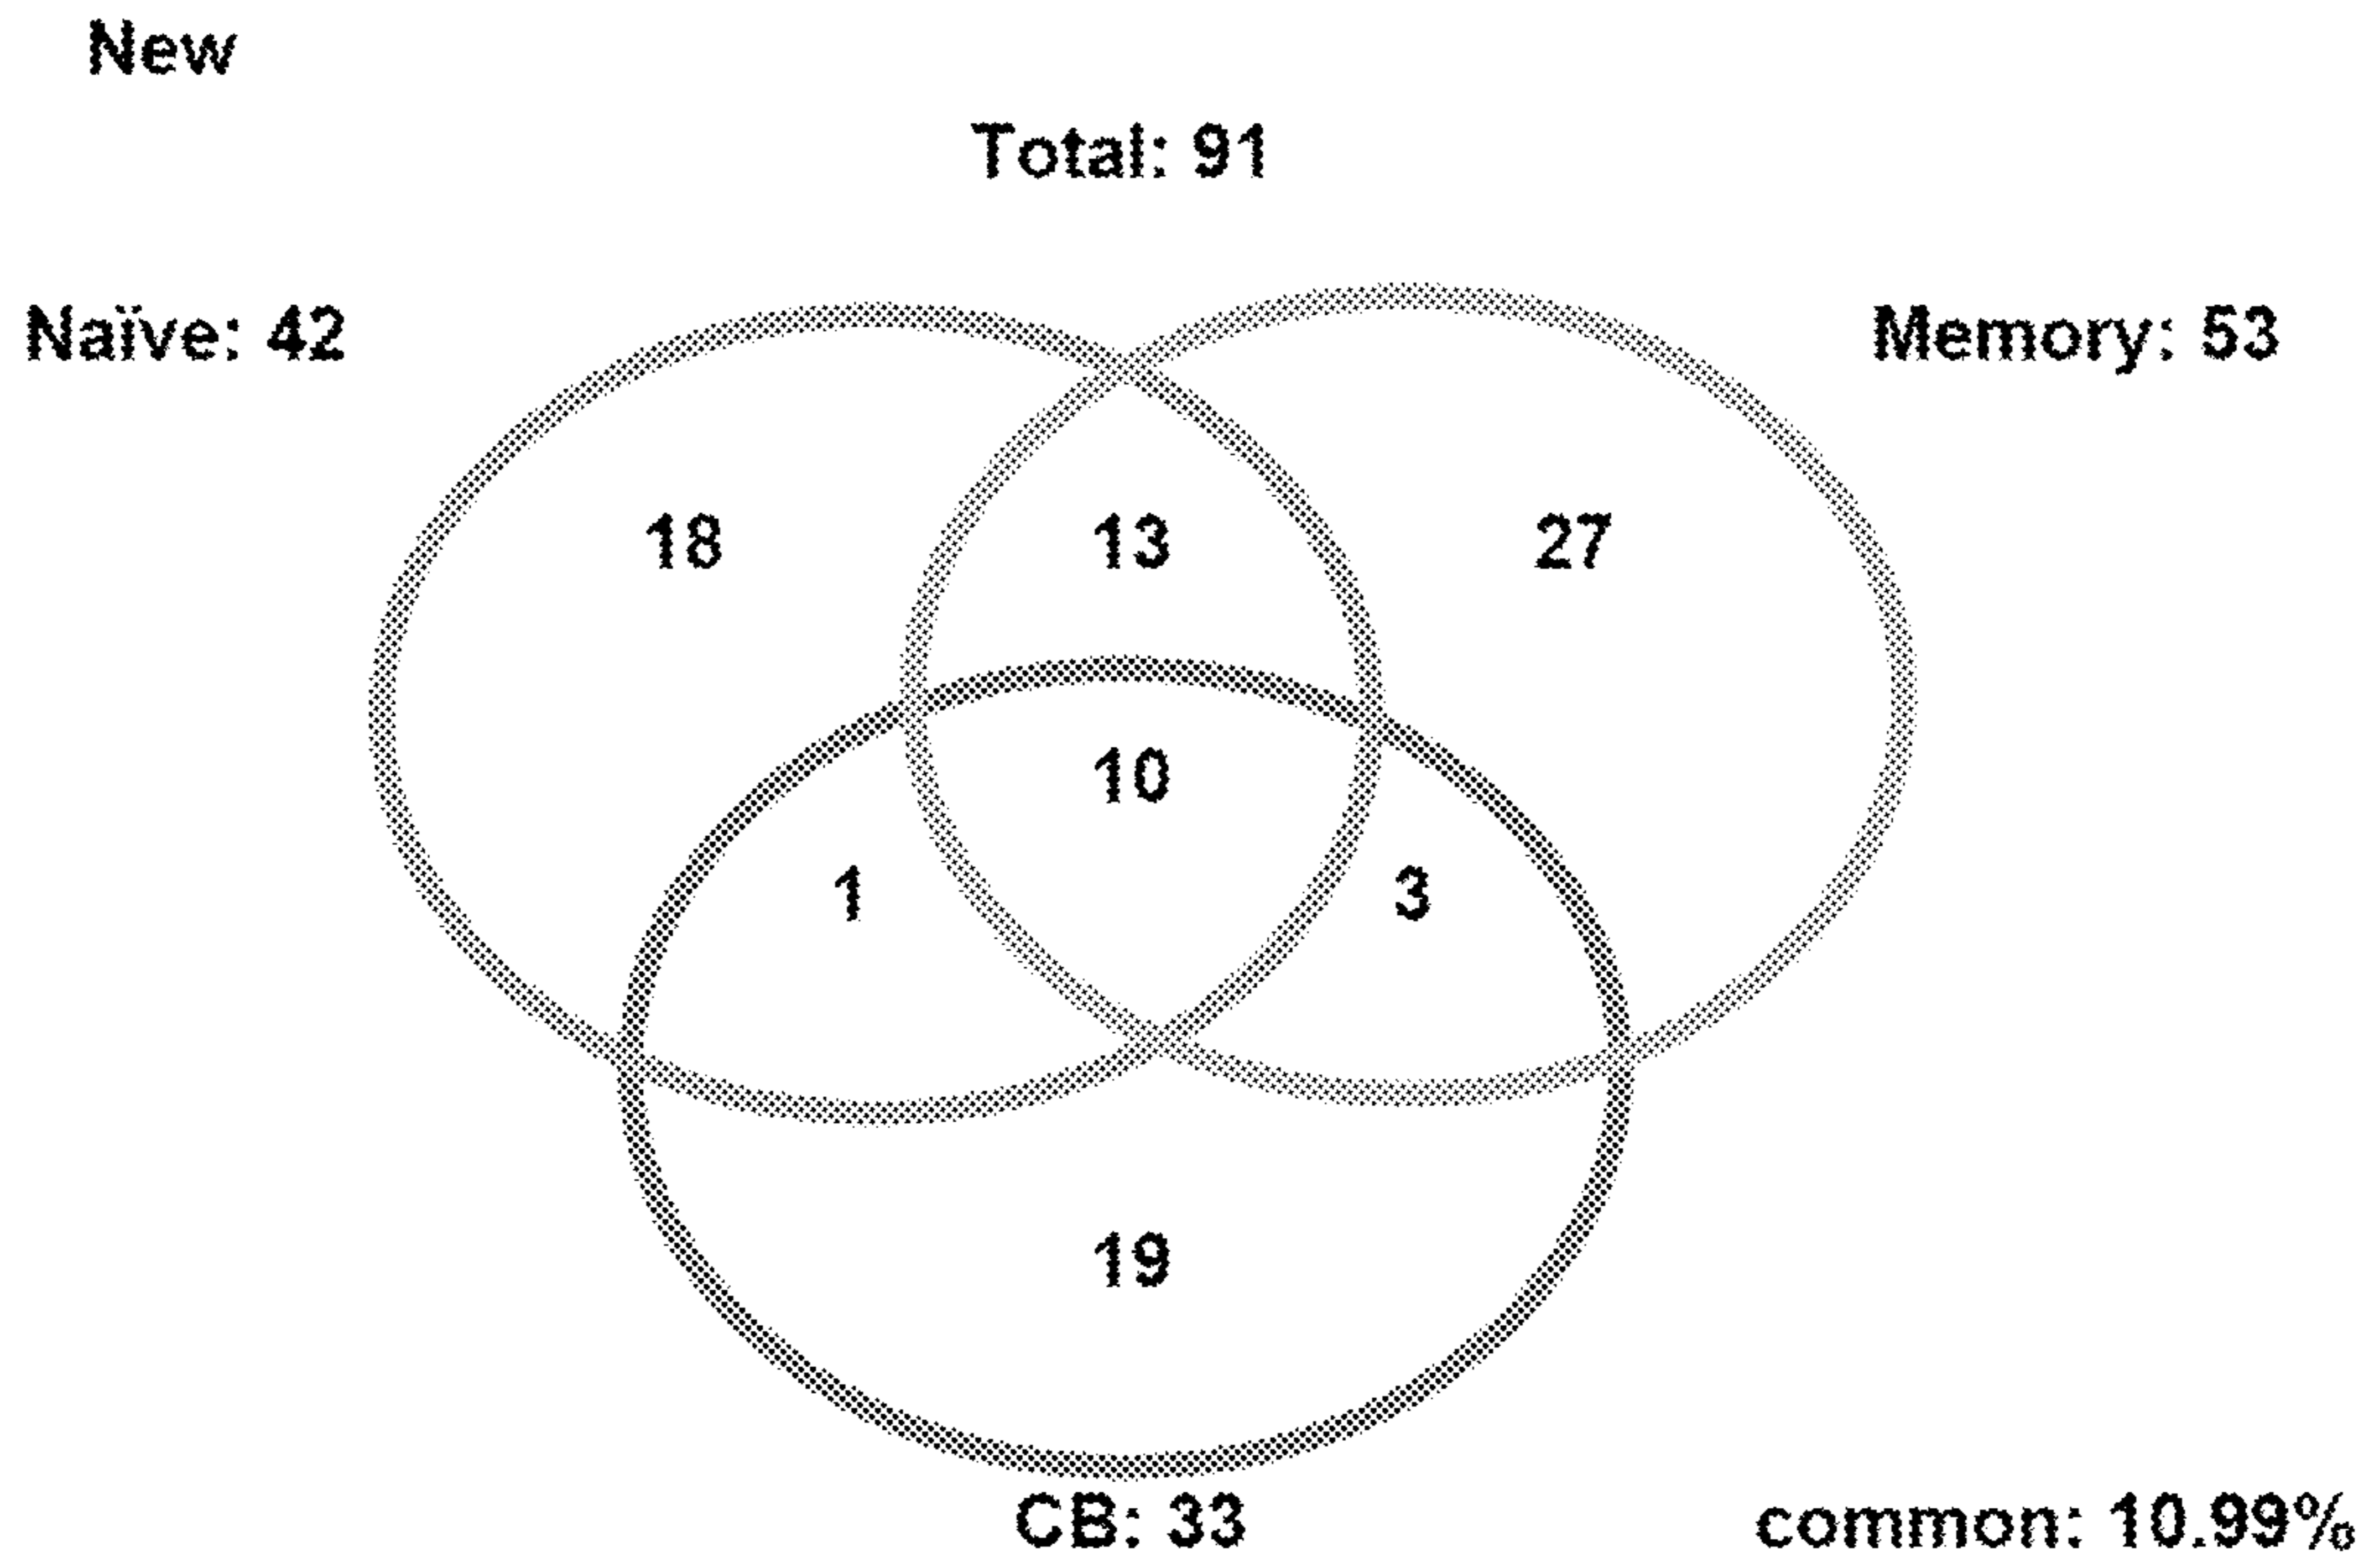 New
Total: 91
Naïve: 42
Memory: 53
18
13
27
10
1
3
19
CB: 33
common: 10.99%